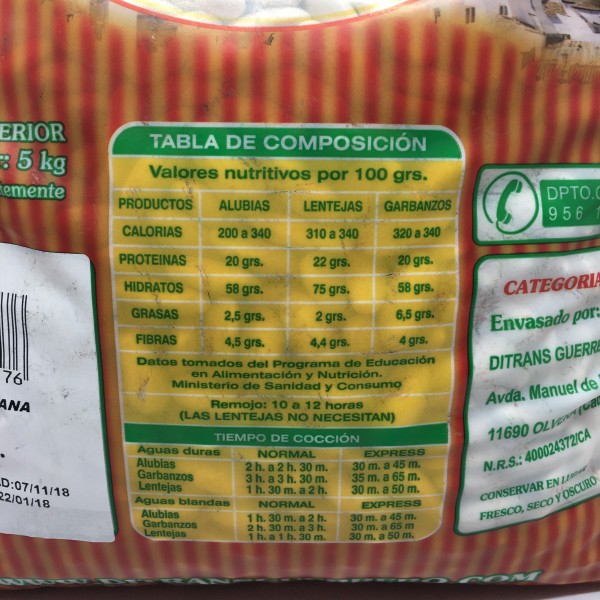 ERIOR
: 5 kg
emente
TABLA DE COMPOSICIÓN
Valores nutritivos por 100 grs.
PRODUCTOS ALUBIAS LENTEJAS GARBANZOS
CALORIAS 200 a 340 310 a 340 320 a 340
PROTEINAS 20 grs. 22 grs. 20 grs.
HIDRATOS 58 grs. 75 grs. 58 grs.
GRASAS 2,5 grs. 2 grs. 6,5 grs.
FIBRAS 4,5 grs. 4,4 grs. 4 grs.
Datos tomados del Programa de Educación
en Alimentación y Nutrición.
Ministerio de Sanidad y Consumo
Remojo: 10 a 12 horas
(LAS LENTEJAS NO NECESITAN)
TIEMPO DE COCCIÓN
Aguas duras NORMAL EXPRESS
Alubias 2 h. a 2 h. 30 m. 30 m. a 45 m.
Garbanzos 3 h. a 3 h. 30 m. 35 m. a 65 m.
Lentejas 1 h. 30 m. a 2 h. 30 m. a 50 m.
Aguas blandas NORMAL EXPRESS
Alubias 1 h. 30 m. a 2 h. 30 m. a 45 m.
Garbanzos 2 h. 30 m. a 3 h. 30 m. a 65 m
Lentejas 1 h. a 1 h. 30 m. 30 m. a 50 m.
76
ANA
D:07/11/18
22/01/18
DPTO.
956
CATEGORIA
Envasado por:
DITRANS GUERRE
Avda. Manuel de
11690
N.R.S.: 400024372/CA
CONSERVAR EN LUGAR
FRESCO, SECO Y OSCURO